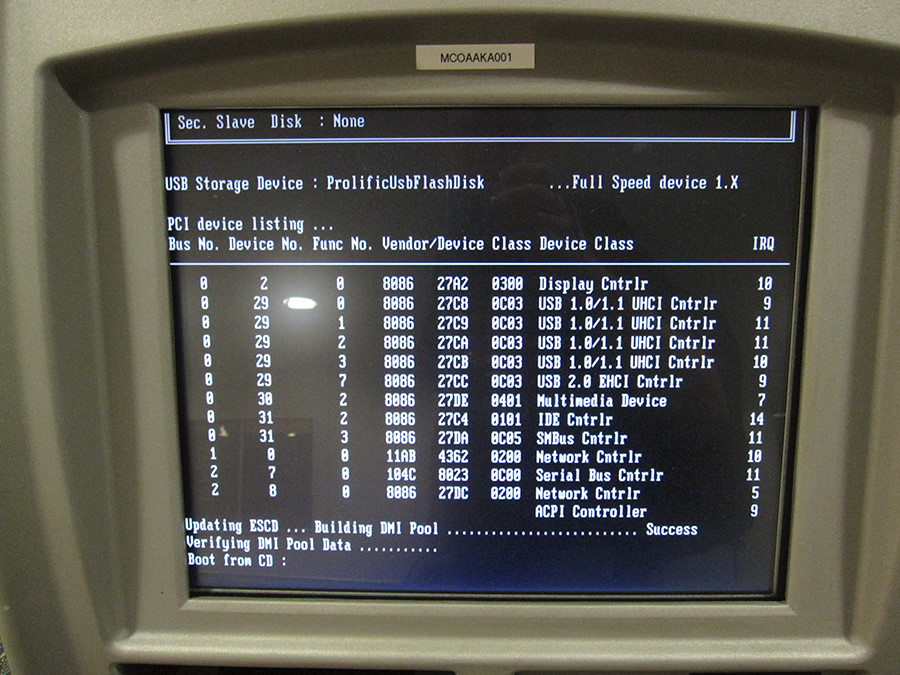 MCOAAKA001
Sec. Slave Disk : None
USB Storage Device : ProlificUsbFlashDisk ...Full Speed device 1.X
PCI device listing ...
Bus No. Device No. Func No. Vendor/Device Class Device Class IRQ
0 2 0 8086 27A2 0300 Display Cntrlr 10
0 29 0 8086 27C8 0C03 USB 1.0/1.1 UHCI Cntrlr 9
0 29 1 8086 27C9 0C03 USB 1.0/1.1 UHCI Cntrlr 11
0 29 2 8086 27CA 0C03 USB 1.0/1.1 UHCI Cntrlr 11
0 29 3 8086 27CB 0C03 USB 1.0/1.1 UHCI Cntrlr 10
0 29 7 8086 27CC 0C03 USB 2.0 EHCI Cntrlr 9
0 30 2 8086 27DE 0401 Multimedia Device 7
0 31 2 8086 27C4 0101 IDE Cntrlr 14
0 31 3 8086 27DA 0C05 SMBus Cntrlr 11
1 0 0 11AB 4362 0200 Network Cntrlr 10
2 7 0 104C 8023 0C00 Serial Bus Cntrlr 11
2 8 0 8086 27DC 0200 Network Cntrlr 5
ACPI Controller 9
Updating ESCD ... Building DMI Pool .......................... Success
Verifying DMI Pool Data ...........
Boot from CD :